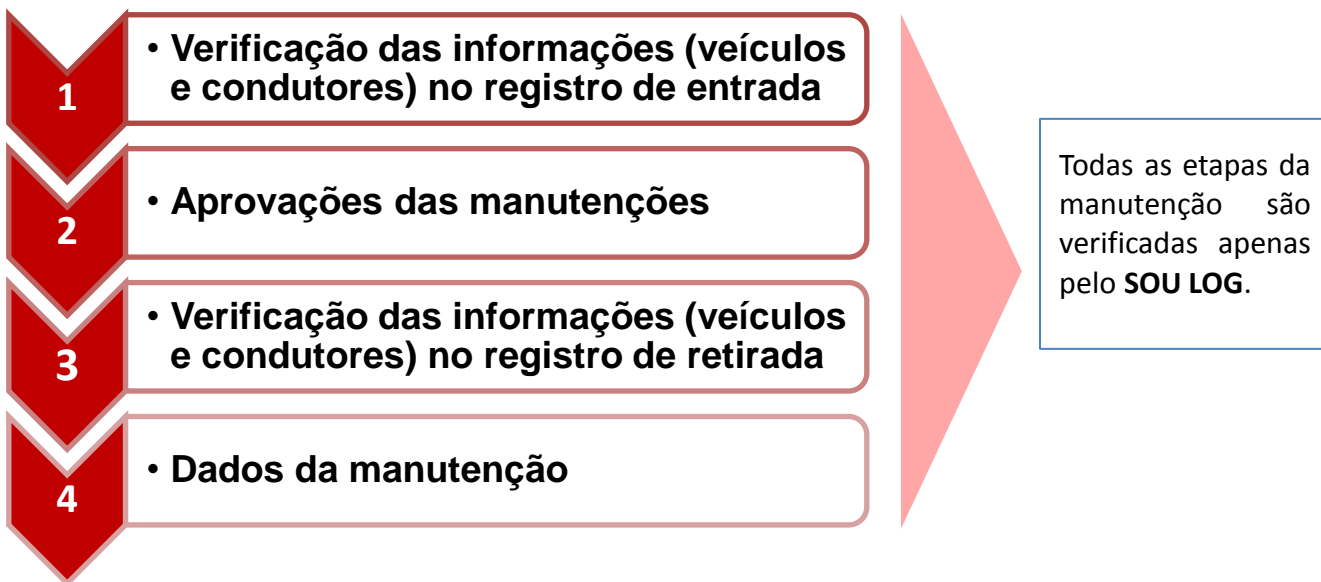 1
• Verificação das informações (veículos
e condutores) no registro de entrada
2
• Aprovações das manutenções
3
• Verificação das informações (veículos
e condutores) no registro de retirada
4
• Dados da manutenção
Todas as etapas da
manutenção são
verificadas apenas
pelo SOU LOG.